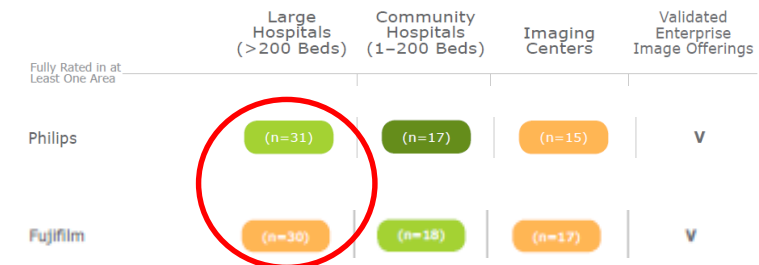 Large
Hospitals
(>200 Beds)
Community
Hospitals
(1–200 Beds)
Imaging
Centers
Validated
Enterprise
Image Offerings
Fully Rated in at
Least One Area
Philips
(n=31)
(n=17)
(n=15)
V
Fujifilm
(n=30)
(n=18)
(n=17)
V